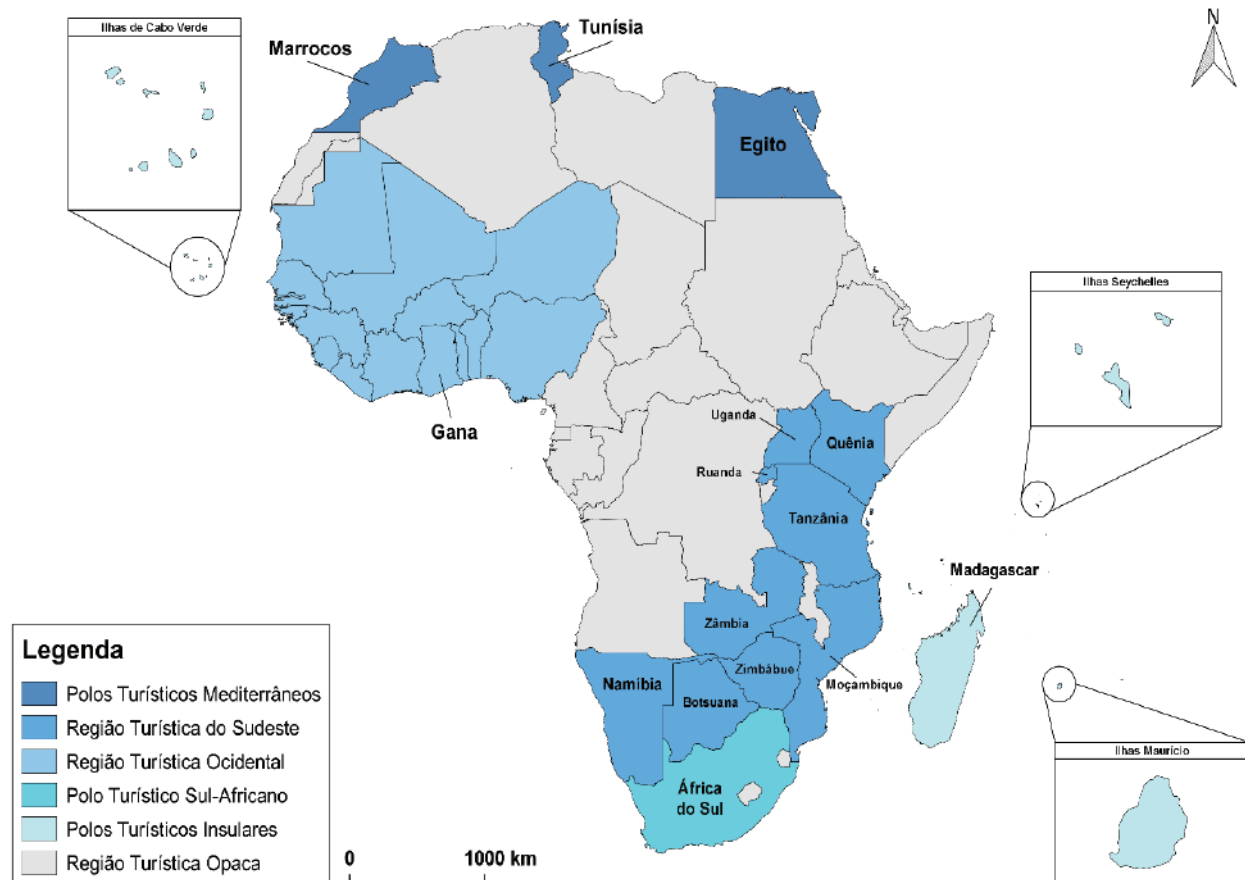 Ilhas de Cabo Verde
Marrocos
Tunísia
N
Egito
Ilhas Seychelles
Gana
Uganda
Quênia
Ruanda
Tanzânia
Madagascar
Zâmbia
Zimbábue
Moçambique
Namíbia
Botsuana
Ilhas Maurício
África
do Sul
Legenda
Polos Turísticos Mediterrâneos
Região Turística do Sudeste
Região Turística Ocidental
Polo Turístico Sul-Africano
Polos Turísticos Insulares
Região Turística Opaca
0
1000 km